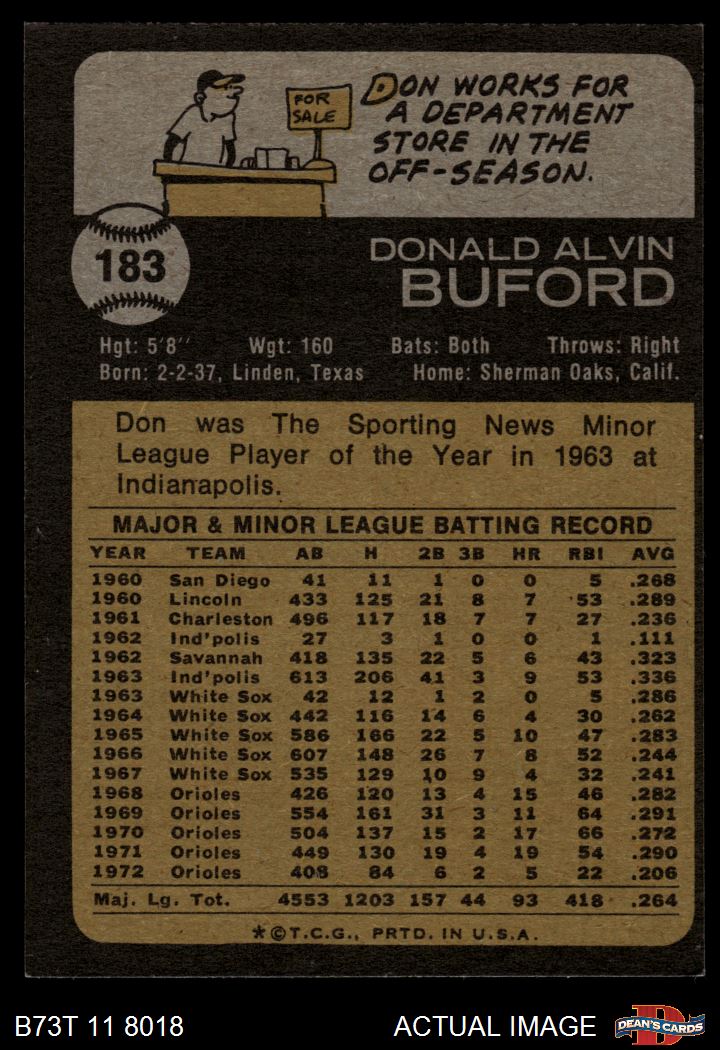 FOR
SALE
DON WORKS FOR
A DEPARTMENT
STORE IN THE
OFF-SEASON.
183
DONALD ALVIN
BUFORD
Hgt: 5'8'' Wgt: 160 Bats: Both Throws: Right
Born: 2-2-37, Linden, Texas Home: Sherman Oaks, Calif.
Don was The Sporting News Minor
League Player of the Year in 1963 at
Indianapolis.
MAJOR & MINOR LEAGUE BATTING RECORD
YEAR TEAM AB H 2B 3B HR RBI AVG
1960 San Diego 41 11 1 0 0 5 .268
1960 Lincoln 433 125 21 8 7 53 .289
1961 Charleston 496 117 18 7 7 27 .236
1962 Ind'polis 27 3 1 0 0 1 .111
1962 Savannah 418 135 22 5 6 43 .323
1963 Ind'polis 613 206 41 3 9 53 .336
1963 White Sox 42 12 1 2 0 5 .286
1964 White Sox 442 116 14 6 4 30 .262
1965 White Sox 586 166 22 5 10 47 .283
1966 White Sox 607 148 26 7 8 52 .244
1967 White Sox 535 129 10 9 4 32 .241
1968 Orioles 426 120 13 4 15 46 .282
1969 Orioles 554 161 31 3 11 64 .291
1970 Orioles 504 137 15 2 17 66 .272
1971 Orioles 449 130 19 4 19 54 .290
1972 Orioles 408 84 6 2 5 22 .206
Maj. Lg. Tot. 4553 1203 157 44 93 418 .264
*©T.C.G., PRTD. IN U.S.A.
B73T 11 8018 ACTUAL IMAGE DEAN'S CARDS